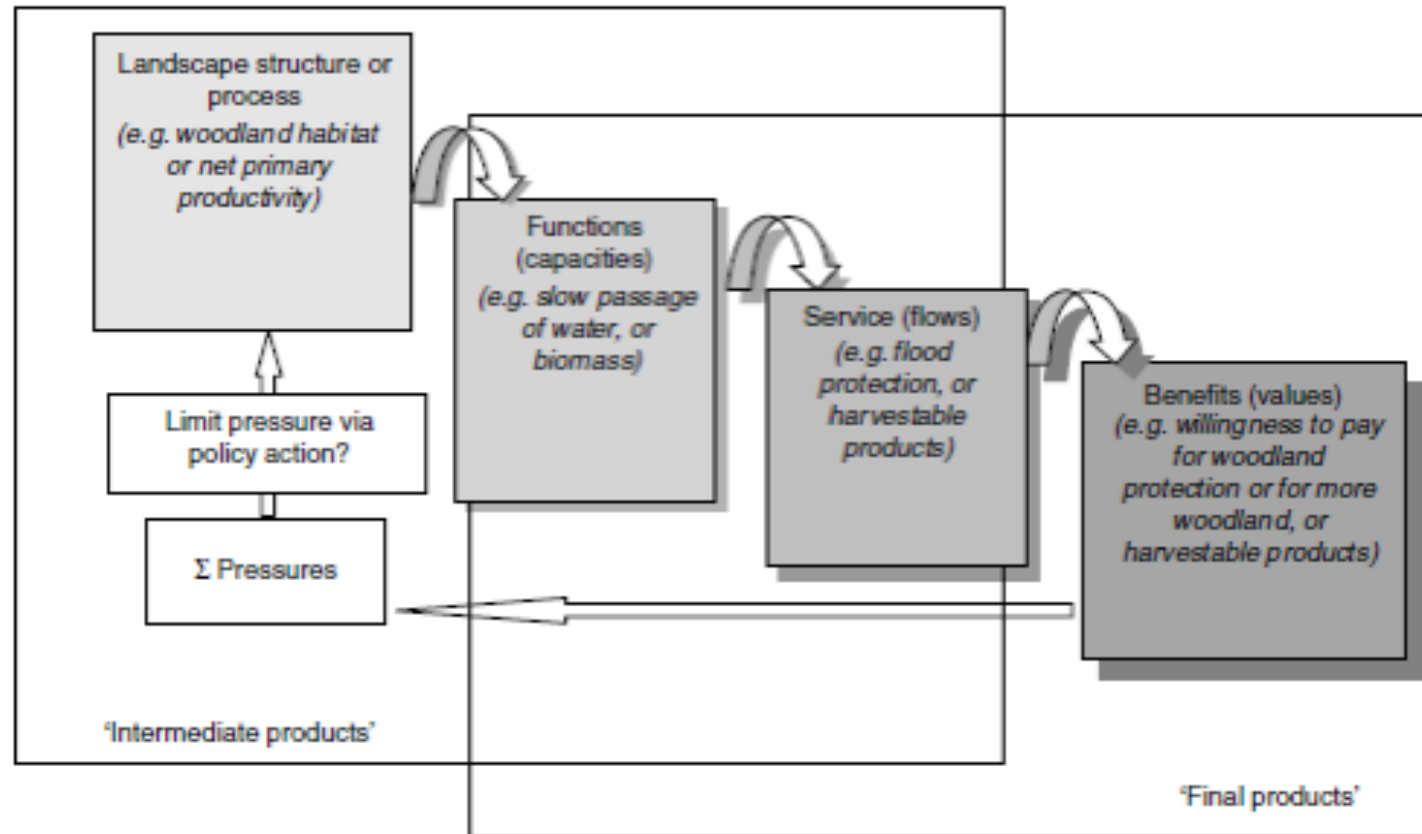 Landscape structure or
process
(e.g. woodland habitat
or net primary
productivity)
Functions
(capacities)
(e.g. slow passage
of water, or
biomass)
Service (flows)
(e.g. flood
protection, or
harvestable
products)
Benefits (values)
(e.g. willingness to pay
for woodland
protection or for more
woodland, or
harvestable products)
Limit pressure via
policy action?
Σ Pressures
‘Intermediate products’
‘Final products’